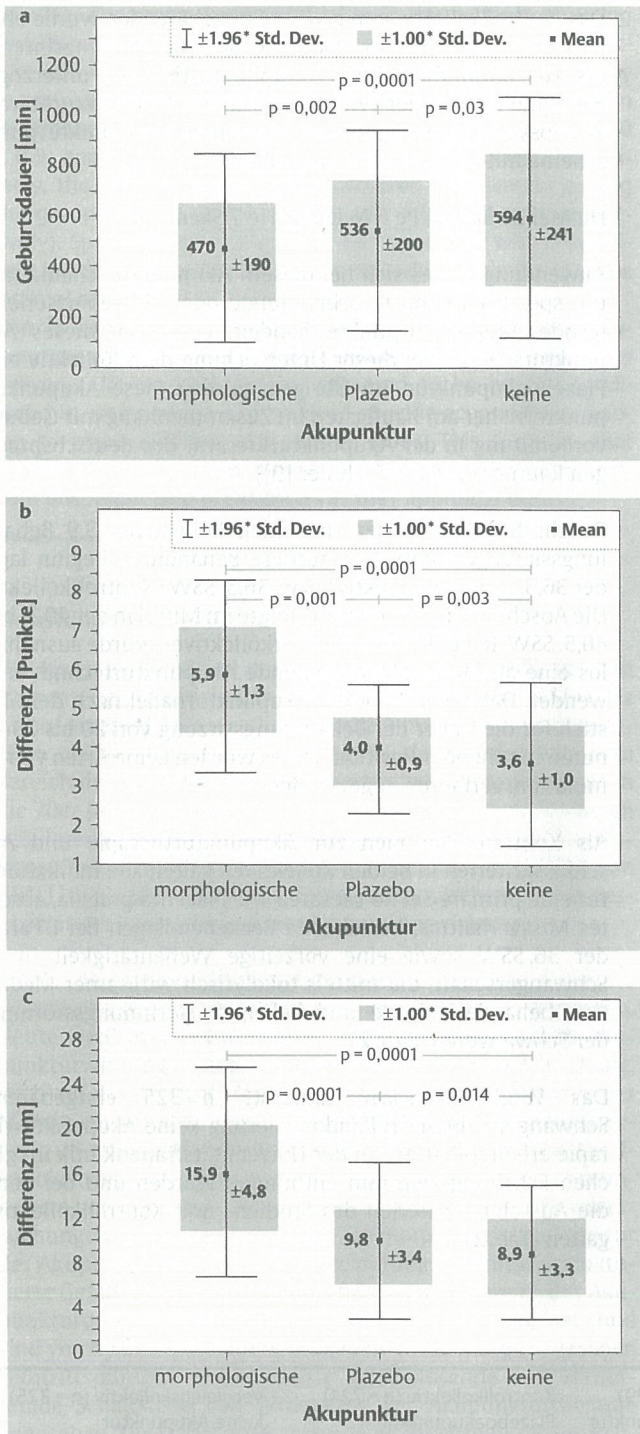 a
⌶ ±1.96* Std. Dev. ±1.00* Std. Dev. ▪ Mean
Geburtsdauer [min]
1200
1000
800
600
400
200
0
p = 0,0001
p = 0,002 p = 0,03
470 ±190
536 ±200
594 ±241
morphologische Plazebo keine
Akupunktur
b
⌶ ±1.96* Std. Dev. ±1.00* Std. Dev. ▪ Mean
Differenz [Punkte]
9
8
7
6
5
4
3
2
1
p = 0,0001
p = 0,001 p = 0,003
5,9 ±1,3
4,0 ±0,9
3,6 ±1,0
morphologische Plazebo keine
Akupunktur
c
⌶ ±1.96* Std. Dev. ±1.00* Std. Dev. ▪ Mean
Differenz [mm]
28
24
20
16
12
8
4
0
p = 0,0001
p = 0,0001 p = 0,014
15,9 ±4,8
9,8 ±3,4
8,9 ±3,3
morphologische Plazebo keine
Akupunktur